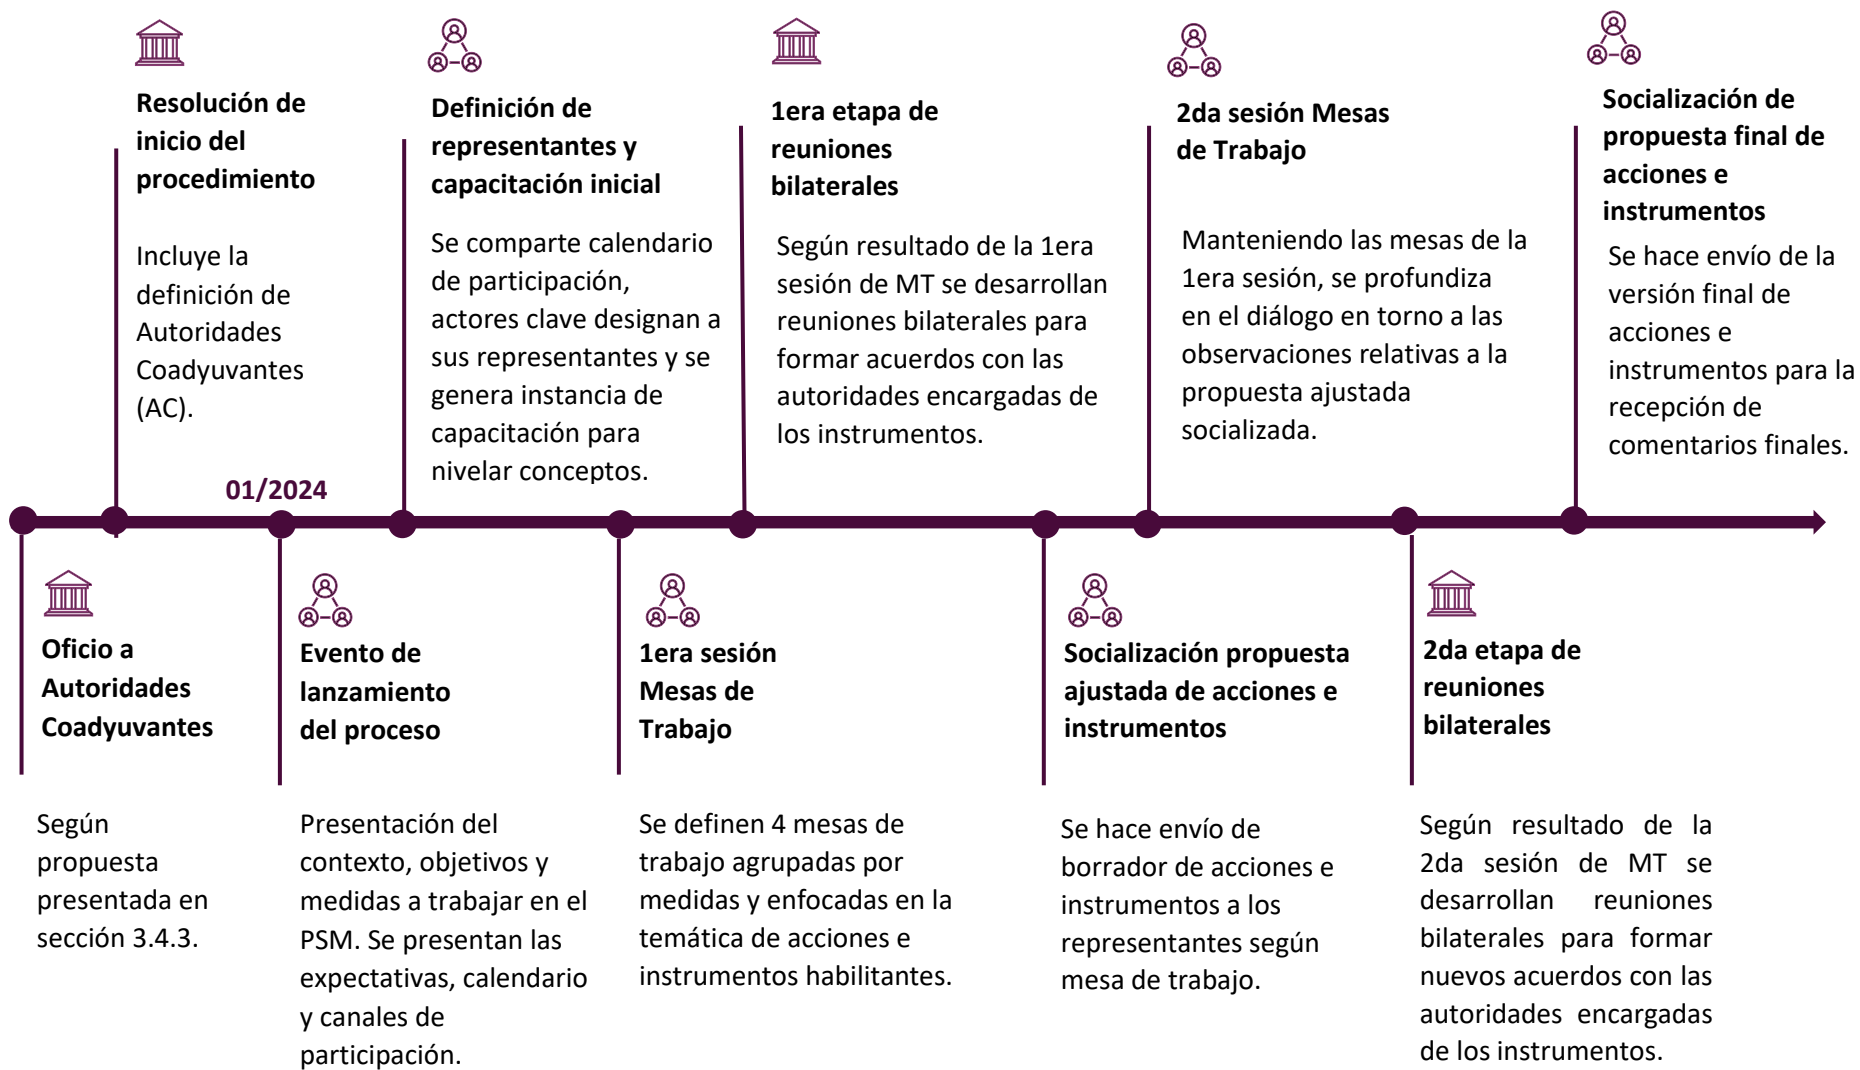 Resolución de
inicio del
procedimiento
Incluye la
definición de
Autoridades
Coadyuvantes
(AC).
Definición de
representantes y
capacitación inicial
Se comparte calendario
de participación,
actores clave designan a
sus representantes y se
genera instancia de
capacitación para
nivelar conceptos.
1era etapa de
reuniones
bilaterales
Según resultado de la 1era
sesión de MT se desarrollan
reuniones bilaterales para
formar acuerdos con las
autoridades encargadas de
los instrumentos.
2da sesión Mesas
de Trabajo
Manteniendo las mesas de la
1era sesión, se profundiza
en el diálogo en torno a las
observaciones relativas a la
propuesta ajustada
socializada.
Socialización de
propuesta final de
acciones e
instrumentos
Se hace envío de la
versión final de
acciones e
instrumentos para la
recepción de
comentarios finales.
01/2024
Oficio a
Autoridades
Coadyuvantes
Según
propuesta
presentada en
sección 3.4.3.
Evento de
lanzamiento
del proceso
Presentación del
contexto, objetivos y
medidas a trabajar en el
PSM. Se presentan las
expectativas, calendario
y canales de
participación.
1era sesión
Mesas de
Trabajo
Se definen 4 mesas de
trabajo agrupadas por
medidas y enfocadas en la
temática de acciones e
instrumentos habilitantes.
Socialización propuesta
ajustada de acciones e
instrumentos
Se hace envío de
borrador de acciones e
instrumentos a los
representantes según
mesa de trabajo.
2da etapa de
reuniones
bilaterales
Según resultado de la
2da sesión de MT se
desarrollan reuniones
bilaterales para formar
nuevos acuerdos con las
autoridades encargadas
de los instrumentos.